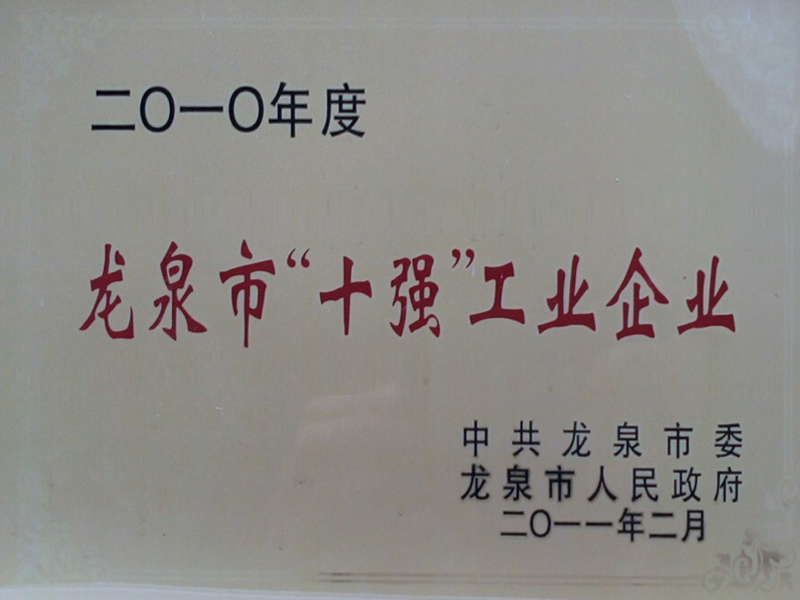 二〇一〇年度
龙泉市“十强”工业企业
中共龙泉市委
龙泉市人民政府
二〇一一年二月